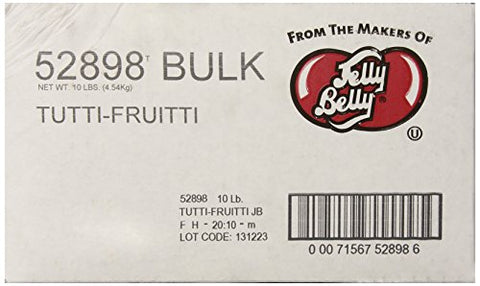 52898 T BULK
NET WT. 10 LBS. (4.54Kg)
TUTTI-FRUITTI
FROM THE MAKERS OF
Jelly
Belly®
U
52898 10 Lb.
TUTTI-FRUITTI JB
F H - 20:10 - m
LOT CODE: 131223
0 00 71567 52898 6